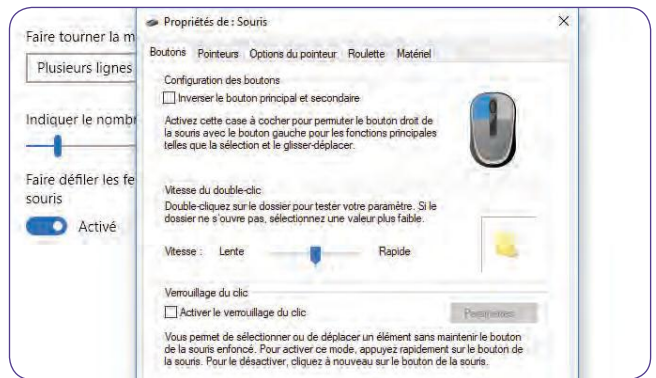 Propriétés de : Souris
Faire tourner la m
Plusieurs lignes
Indiquer le nombr
Faire défiler les fe
souris
Activé
Boutons Pointeurs Options du pointeur Roulette Matériel
Configuration des boutons
Inverser le bouton principal et secondaire
Activez cette case à cocher pour permuter le bouton droit de
la souris avec le bouton gauche pour les fonctions principales
telles que la sélection et le glisser-déplacer.
Vitesse du double-clic
Double-cliquez sur le dossier pour tester votre paramètre. Si le
dossier ne s'ouvre pas, sélectionnez une valeur plus faible.
Vitesse : Lente Rapide
Verrouillage du clic
Activer le verrouillage du clic
Paramètres
Vous permet de sélectionner ou de déplacer un élément sans maintenir le bouton
de la souris enfoncé. Pour activer ce mode, appuyez rapidement sur le bouton de
la souris. Pour le désactiver, cliquez à nouveau sur le bouton de la souris.